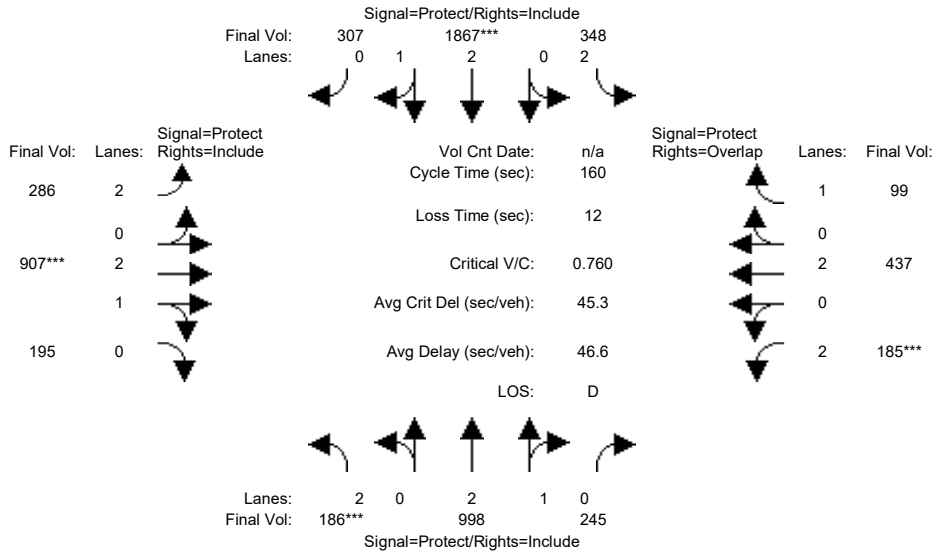 Signal=Protect/Rights=Include
Final Vol: 307 1867*** 348
Lanes: 0 1 2 0 2
Signal=Protect Signal=Protect
Final Vol: Lanes: Rights=Include Vol Cnt Date: n/a Rights=Overlap Lanes: Final Vol:
Cycle Time (sec): 160
286 2 1 99
Loss Time (sec): 12
0 0
907*** 2 Critical V/C: 0.760 2 437
1 Avg Crit Del (sec/veh): 45.3 0
195 0 Avg Delay (sec/veh): 46.6 2 185***
LOS: D
Lanes: 2 0 2 1 0
Final Vol: 186*** 998 245
Signal=Protect/Rights=Include